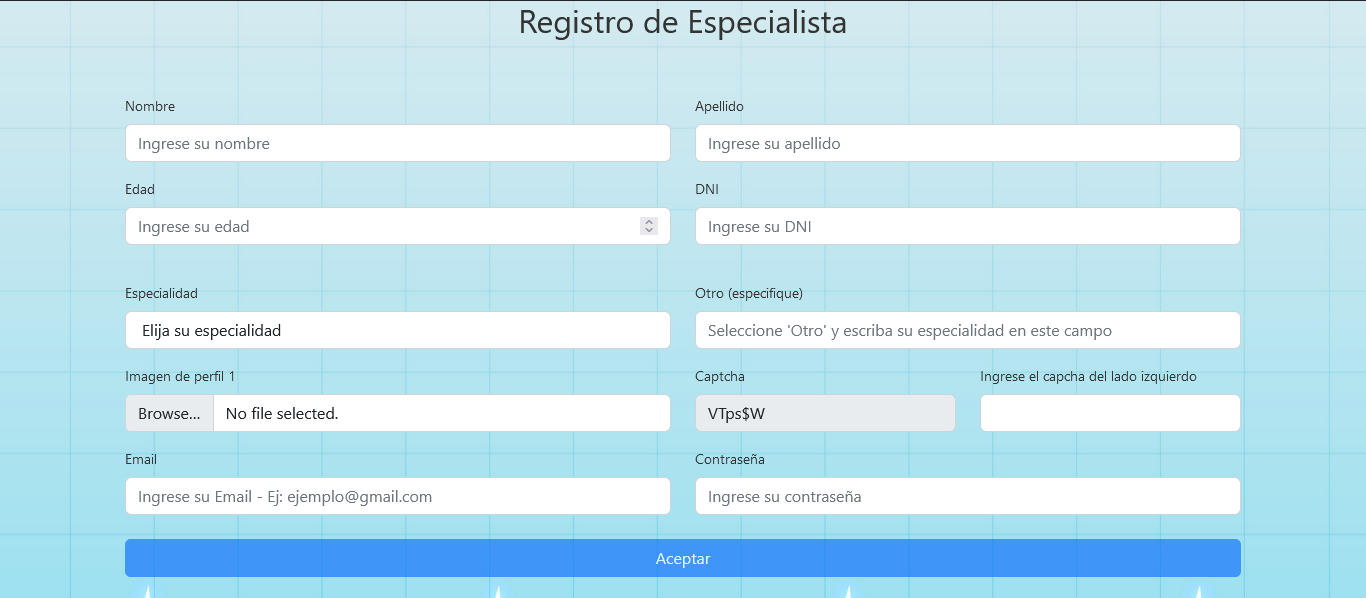 Registro de Especialista
Nombre
Apellido
Ingrese su nombre
Ingrese su apellido
Edad
DNI
Ingrese su edad
Ingrese su DNI
Especialidad
Otro (especifique)
Elija su especialidad
Seleccione 'Otro' y escriba su especialidad en este campo
Imagen de perfil 1
Captcha
Ingrese el capcha del lado izquierdo
Browse... No file selected.
VTps$W
Email
Contraseña
Ingrese su Email - Ej: ejemplo@gmail.com
Ingrese su contraseña
Aceptar